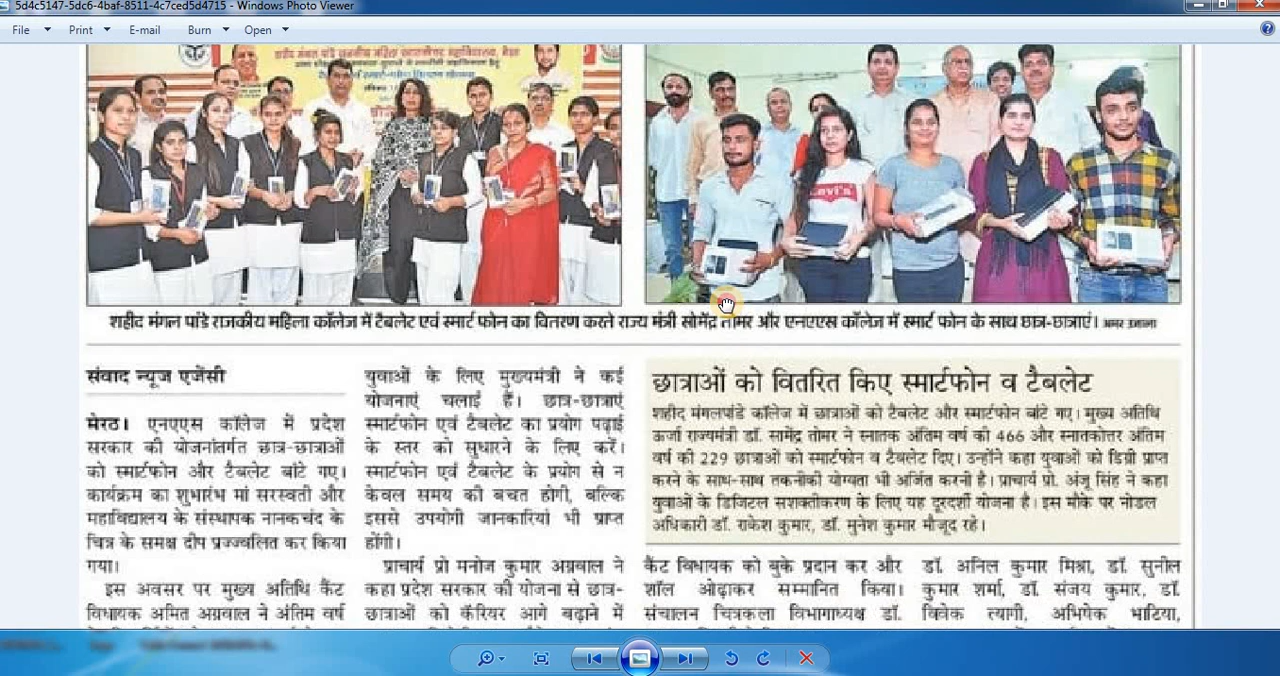 5d4c5147-5dc6-4baf-8511-4c7ced5d4715 - Windows Photo Viewer
File Print E-mail Burn Open
शहीद मंगल पांडे राजकीय महिला कॉलेज में टैबलेट एवं स्मार्ट फोन का वितरण करते राज्य मंत्री सोमेंद्र तोमर और एनएएस कॉलेज में स्मार्ट फोन के साथ छात्र-छात्राएं। अमर उजाला
संवाद न्यूज एजेंसी
मेरठ। एनएएस कॉलेज में प्रदेश
सरकार की योजनांतर्गत छात्र-छात्राओं
को स्मार्टफोन और टैबलेट बांटे गए।
कार्यक्रम का शुभारंभ मां सरस्वती और
महाविद्यालय के संस्थापक नानकचंद के
चित्र के समक्ष दीप प्रज्ज्वलित कर किया
गया।
इस अवसर पर मुख्य अतिथि कैंट
विधायक अमित अग्रवाल ने अंतिम वर्ष
युवाओं के लिए मुख्यमंत्री ने कई
योजनाएं चलाई हैं। छात्र-छात्राएं
स्मार्टफोन एवं टैबलेट का प्रयोग पढ़ाई
के स्तर को सुधारने के लिए करें।
स्मार्टफोन एवं टैबलेट के प्रयोग से न
केवल समय की बचत होगी, बल्कि
इससे उपयोगी जानकारियां भी प्राप्त
होंगी।
प्राचार्य प्रो मनोज कुमार अग्रवाल ने
कहा प्रदेश सरकार की योजना से छात्र-
छात्राओं को कॅरियर आगे बढ़ाने में
छात्राओं को वितरित किए स्मार्टफोन व टैबलेट
शहीद मंगलपांडे कॉलेज में छात्राओं को टैबलेट और स्मार्टफोन बांटे गए। मुख्य अतिथि
ऊर्जा राज्यमंत्री डॉ. सोमेंद्र तोमर ने स्नातक अंतिम वर्ष की 466 और स्नातकोत्तर अंतिम
वर्ष की 229 छात्राओं को स्मार्टफोन व टैबलेट दिए। उन्होंने कहा युवाओं को डिग्री प्राप्त
करने के साथ-साथ तकनीकी योग्यता भी अर्जित करनी है। प्राचार्य प्रो. अंजू सिंह ने कहा
युवाओं के डिजिटल सशक्तीकरण के लिए यह दूरदर्शी योजना है। इस मौके पर नोडल
अधिकारी डॉ. राकेश कुमार, डॉ. मुनेश कुमार मौजूद रहे।
कैंट विधायक को बुके प्रदान कर और
शॉल ओढ़ाकर सम्मानित किया।
संचालन चित्रकला विभागाध्यक्ष डॉ.
डॉ. अनिल कुमार मिश्रा, डॉ. सुनील
कुमार शर्मा, डॉ. संजय कुमार, डॉ.
विवेक त्यागी, अभिषेक भाटिया,